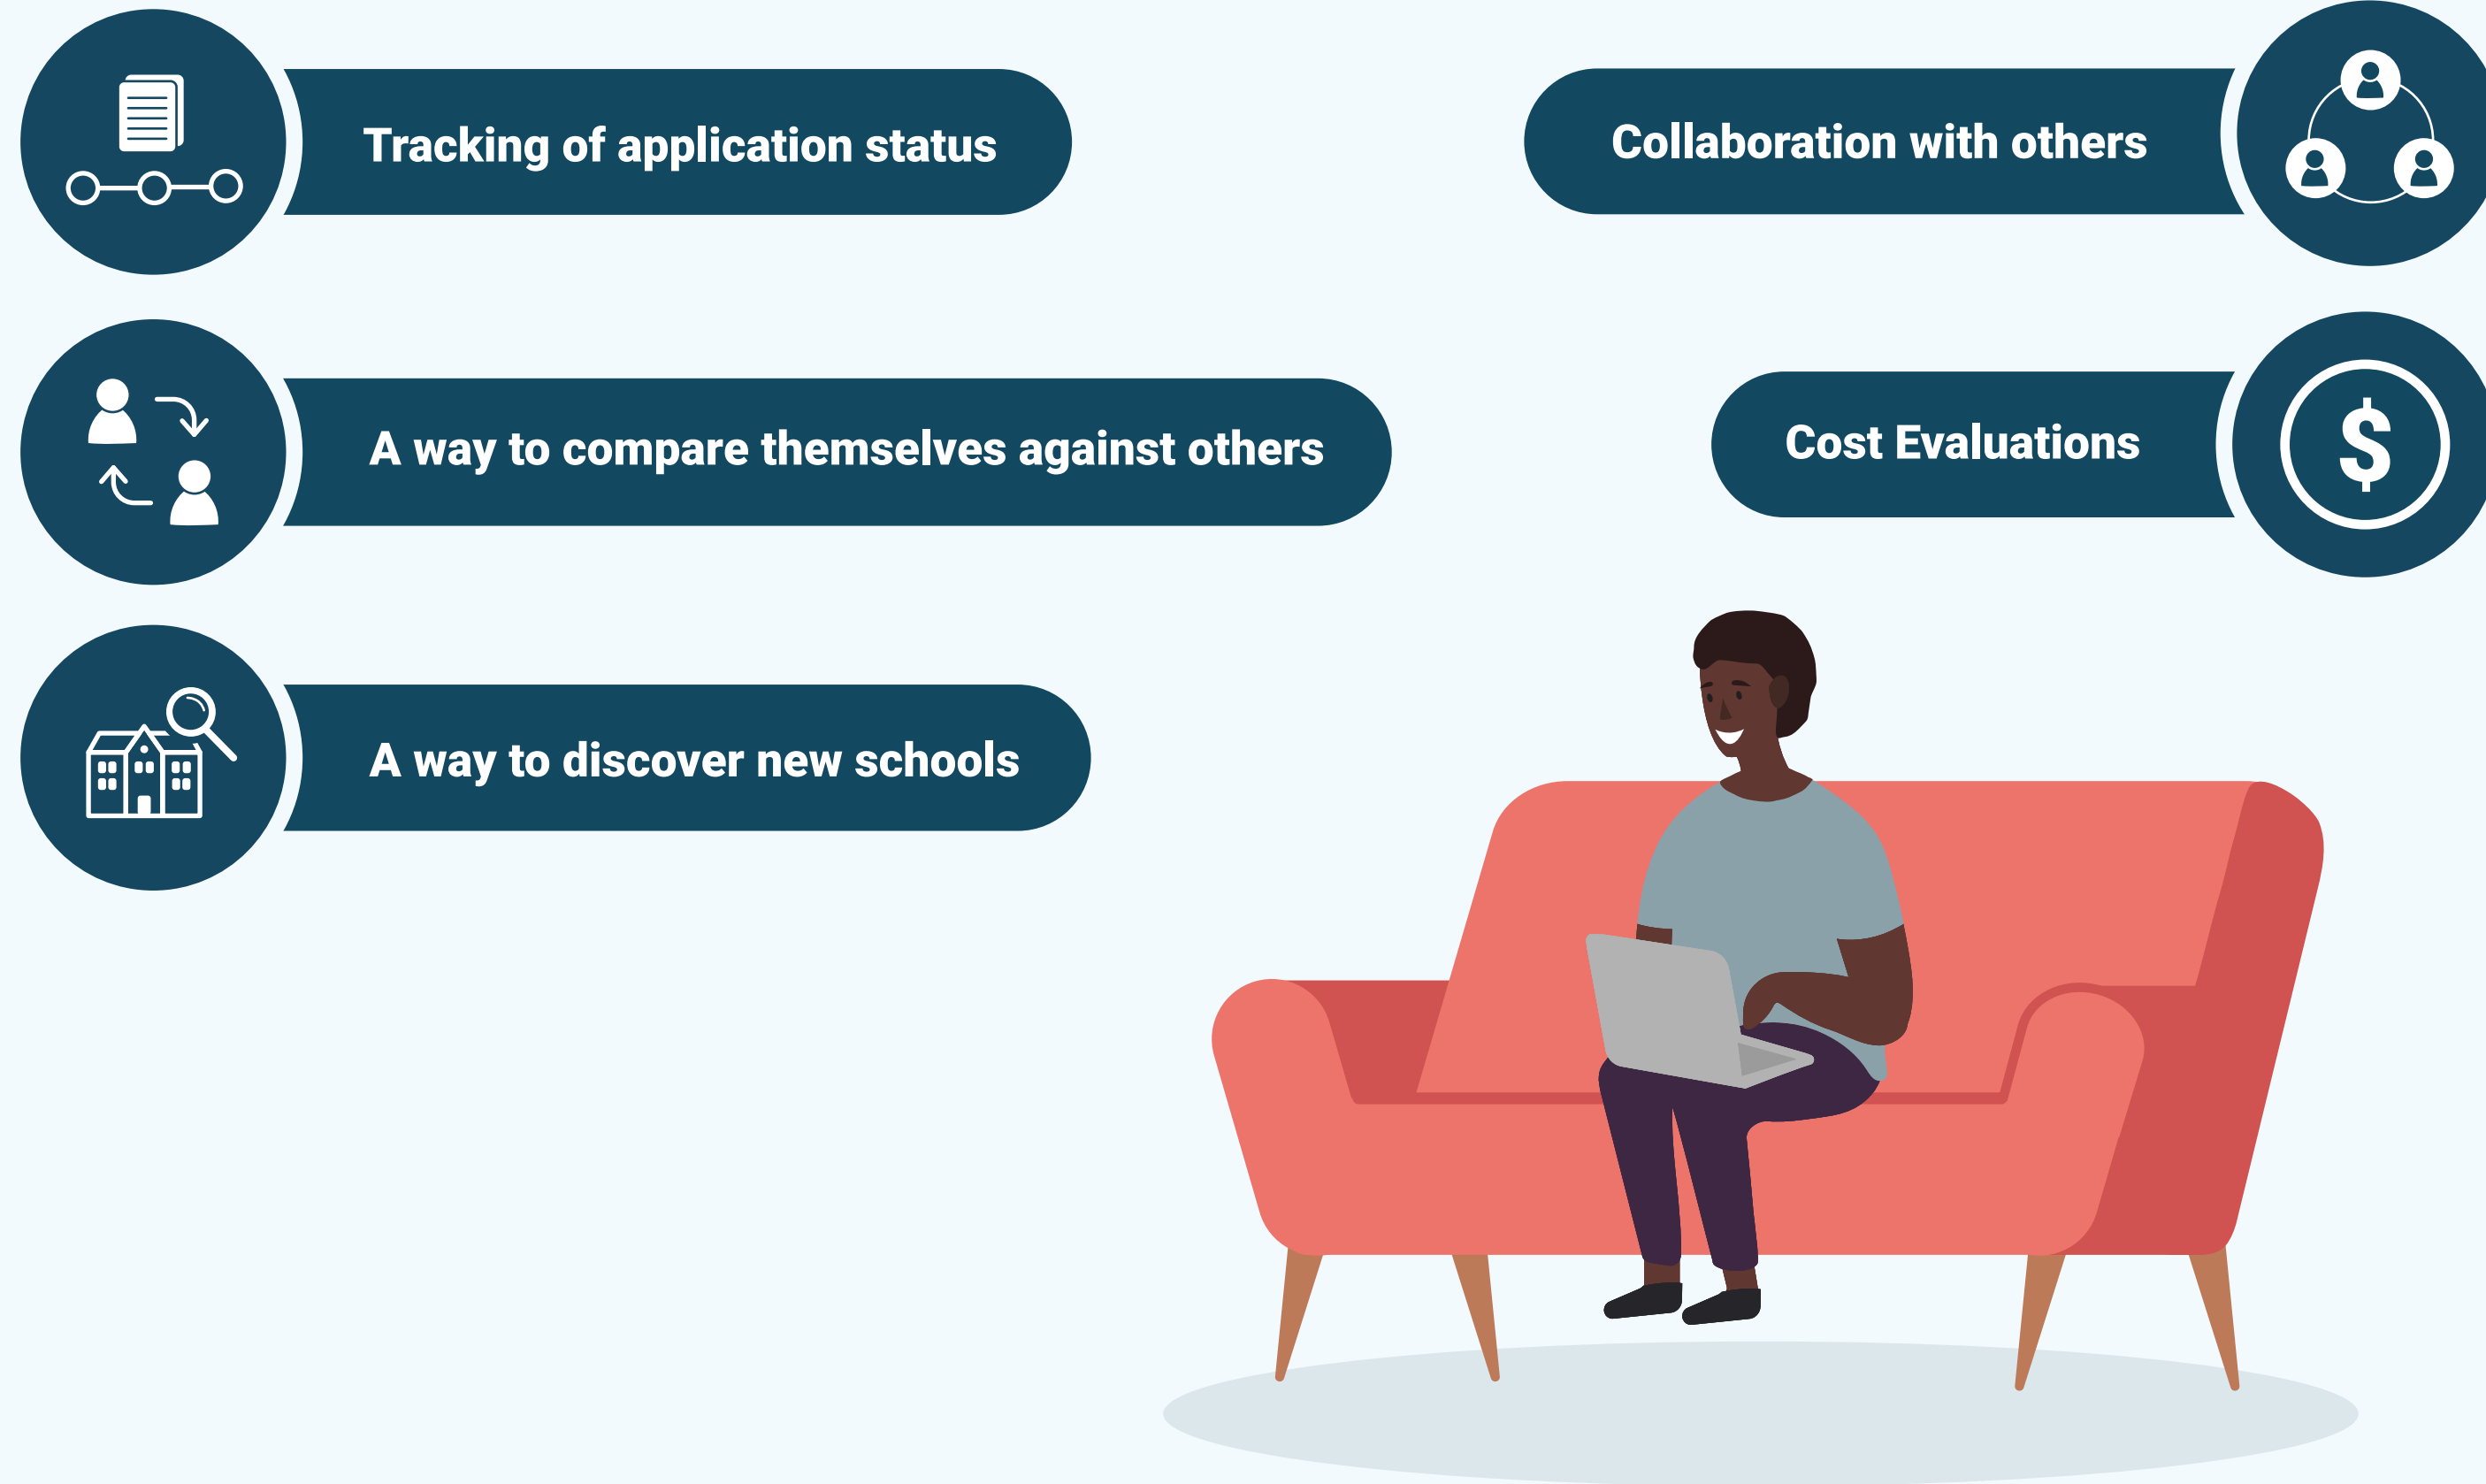 Tracking of application status
Collaboration with others
A way to compare themselves against others
Cost Evaluations
A way to discover new schools
$